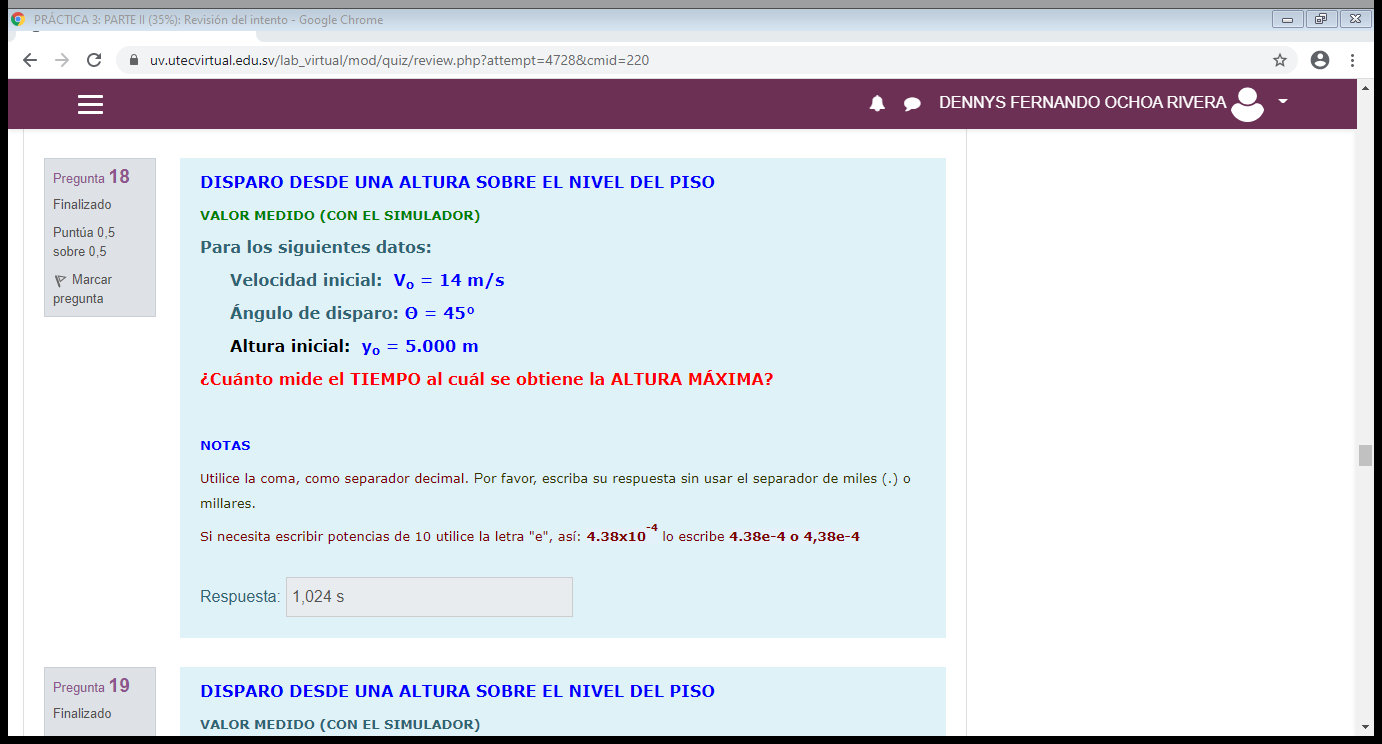 PRÁCTICA 3: PARTE II (35%): Revisión del intento - Google Chrome
uv.utecvirtual.edu.sv/lab_virtual/mod/quiz/review.php?attempt=4728&cmid=220
DENNYS FERNANDO OCHOA RIVERA
Pregunta 18
Finalizado
Puntúa 0,5
sobre 0,5
Marcar
pregunta
DISPARO DESDE UNA ALTURA SOBRE EL NIVEL DEL PISO
VALOR MEDIDO (CON EL SIMULADOR)
Para los siguientes datos:
Velocidad inicial: Vo = 14 m/s
Ángulo de disparo: Θ = 45º
Altura inicial: yo = 5.000 m
¿Cuánto mide el TIEMPO al cuál se obtiene la ALTURA MÁXIMA?
NOTAS
Utilice la coma, como separador decimal. Por favor, escriba su respuesta sin usar el separador de miles (.) o
millares.
Si necesita escribir potencias de 10 utilice la letra "e", así: 4.38x10-4 lo escribe 4.38e-4 o 4,38e-4
Respuesta: 1,024 s
Pregunta 19
Finalizado
DISPARO DESDE UNA ALTURA SOBRE EL NIVEL DEL PISO
VALOR MEDIDO (CON EL SIMULADOR)